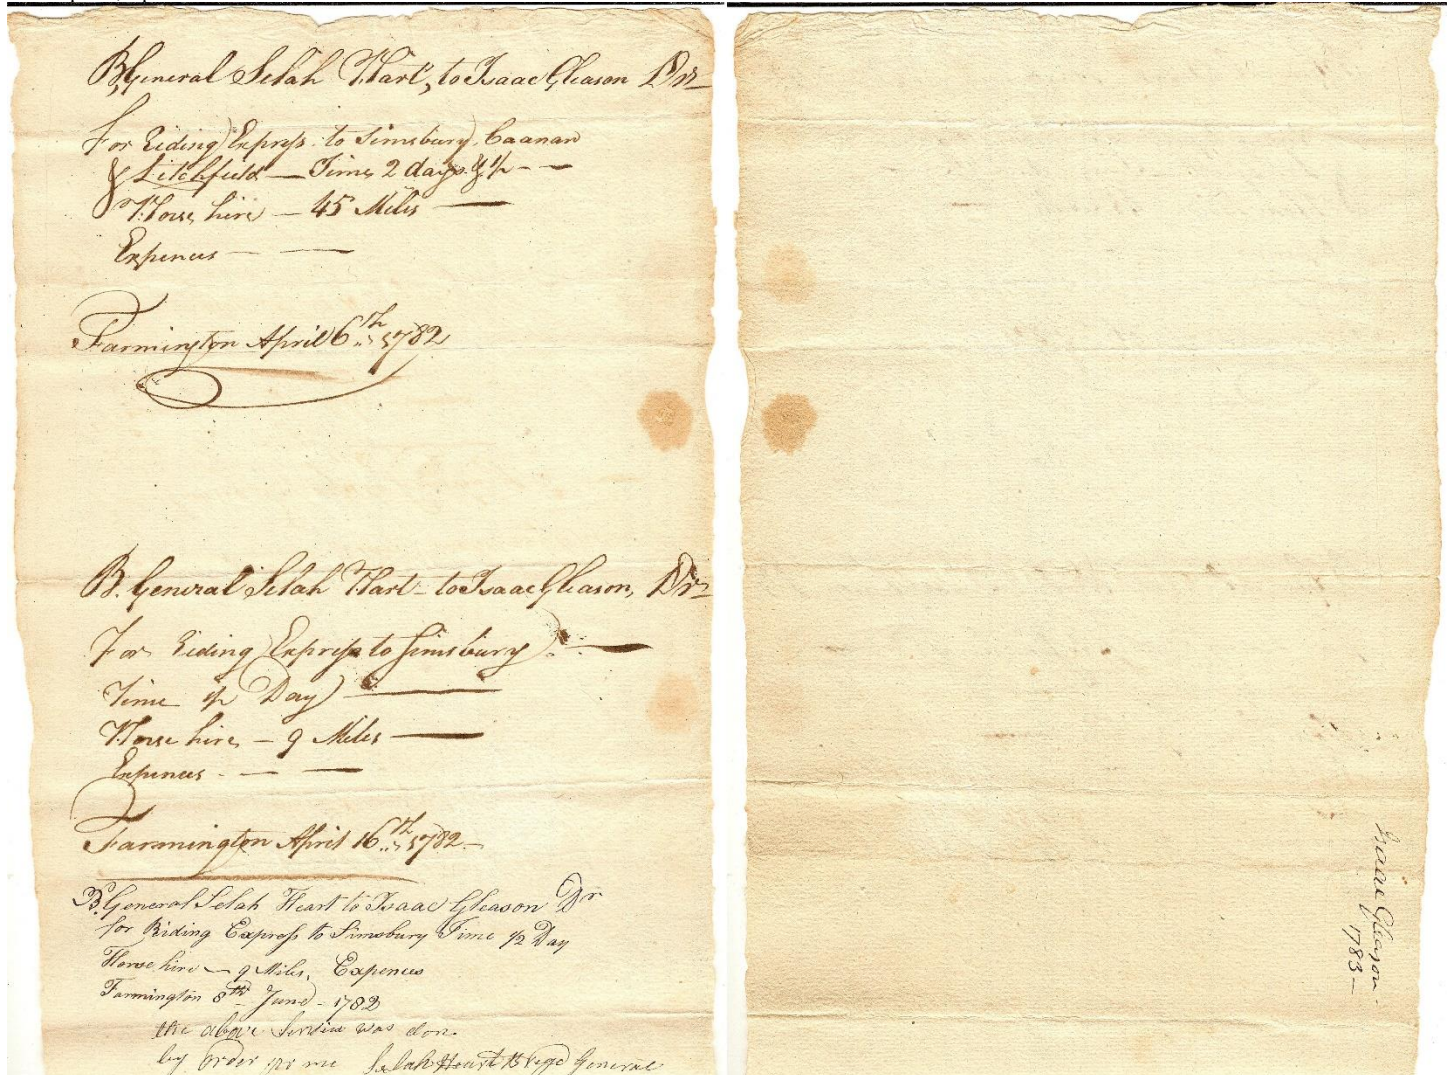 B,General Selah Hart, to Isaac Gleason Dr
For Riding Express to Simsbury, Caanan
& Litchfield — Time, 2 days & 1/2 - —
Horse hire — 45 Miles —
Expences — —
Farmington April 6th 1782
B. General Selah Hart - to Isaac Gleason, Dr
For Riding Express to Simsbury —
Time 1/2 Day —
Horse hire, — 9 Miles —
Expences - — —
Farmington April 16th 1782 —
B. General Selah Heart to Isaac Gleason Dr
for Riding Express to Simsbury Time 1/2 Day
Horse hire — 9 Miles, Expences
Farmington 8th June - 1782
the above Service was don
by order pr me Selah Heart B General
Isaac Gleason
1783 —